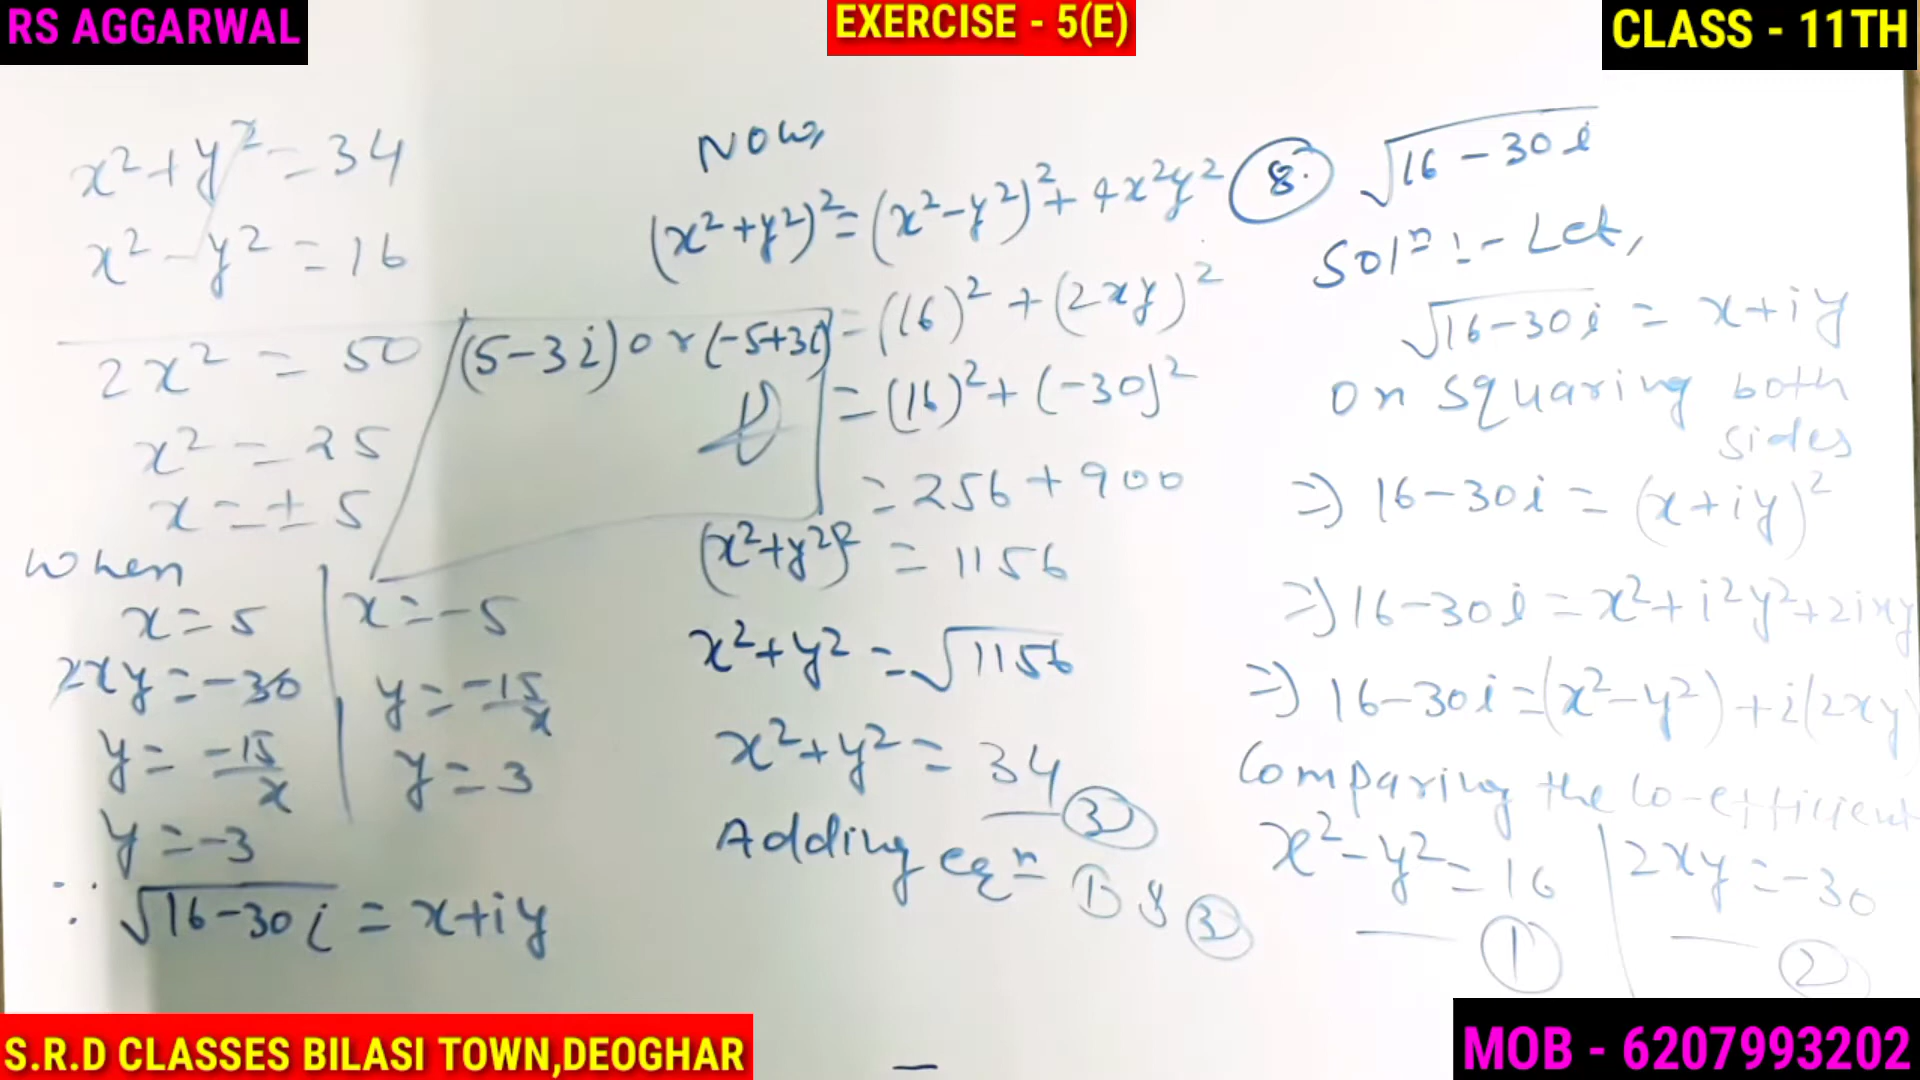 RS AGGARWAL
EXERCISE - 5(E)
CLASS - 11TH
8. √16-30i
Solⁿ :- Let,
√16-30i = x+iy
on squaring both
sides
⇒ 16-30i = (x+iy)²
⇒ 16-30i = x²+i²y²+2ixy
⇒ 16-30i = (x²-y²)+i(2xy)
Comparing the co-efficient
x²-y² = 16 | 2xy = -30
— 1 — 2
Now,
(x²+y²)² = (x²-y²)²+4x²y²
= (16)²+(2xy)²
= (16)²+(-30)²
= 256+900
(x²+y²)² = 1156
x²+y² = √1156
x²+y² = 34
— 3
Adding eqⁿ 1 & 3
x²+y² = 34
x²-y² = 16
2x² = 50
x² = 25
x = ± 5
When
x = 5 | x = -5
2xy = -30 | y = -15/x
y = -15/x | y = 3
y = -3
∵ √16-30i = x+iy
(5-3i) or (-5+3i)
S.R.D CLASSES BILASI TOWN,DEOGHAR
MOB - 6207993202